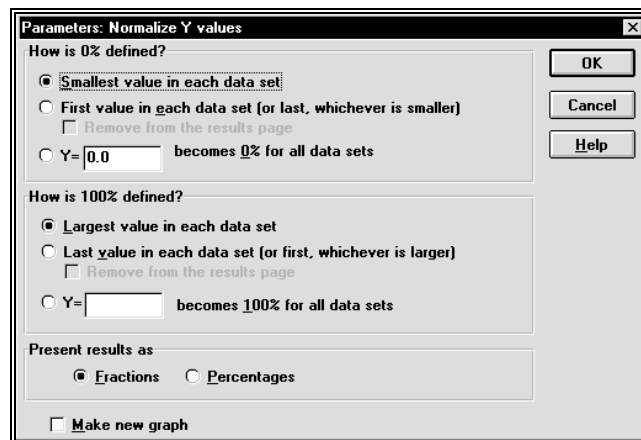 Parameters: Normalize Y values
How is 0% defined?
Smallest value in each data set
First value in each data set (or last, whichever is smaller)
Remove from the results page
Y= 0.0 becomes 0% for all data sets
How is 100% defined?
Largest value in each data set
Last value in each data set (or first, whichever is larger)
Remove from the results page
Y= becomes 100% for all data sets
Present results as
Fractions Percentages
Make new graph
OK
Cancel
Help